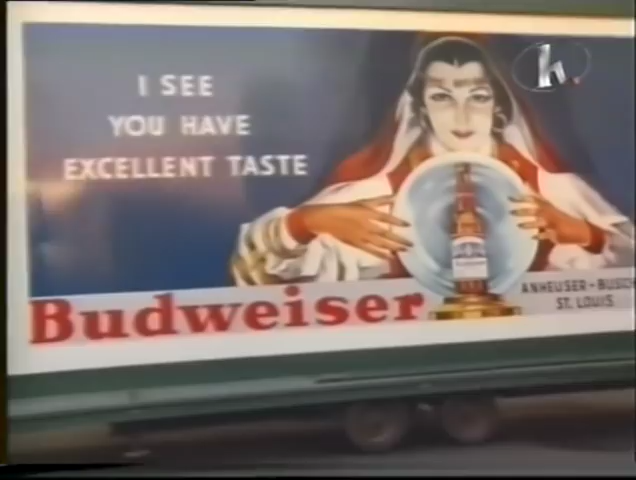 I SEE
YOU HAVE
EXCELLENT TASTE
Budweiser
ANHEUSER-BUSCH
ST. LOUIS
h.